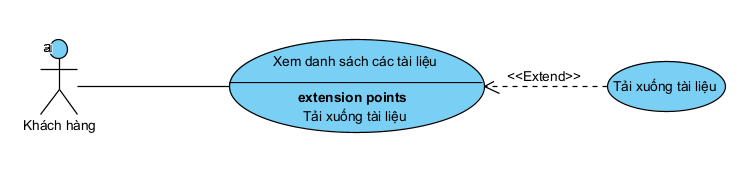 a
Khách hàng
Xem danh sách các tài liệu
extension points
Tải xuống tài liệu
<<Extend>>
Tải xuống tài liệu